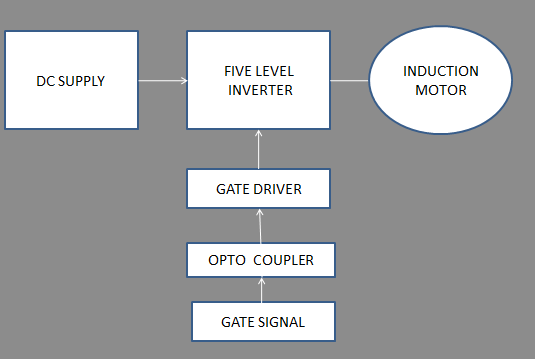 DC SUPPLY
FIVE LEVEL
INVERTER
INDUCTION
MOTOR
GATE DRIVER
OPTO COUPLER
GATE SIGNAL